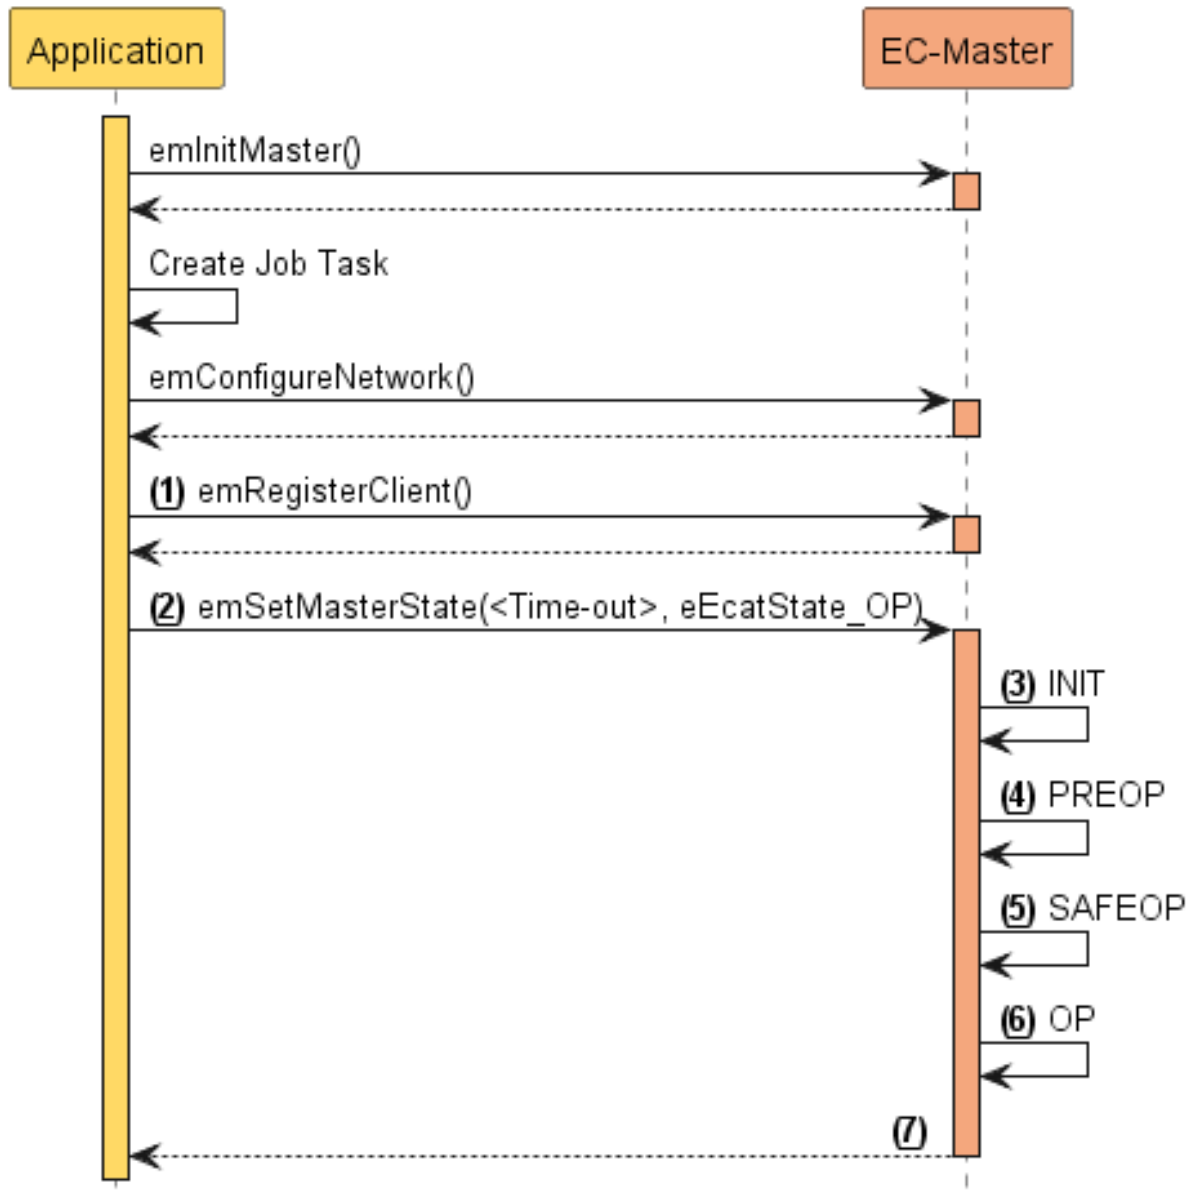 Application
EC-Master
emInitMaster()
Create Job Task
emConfigureNetwork()
(1) emRegisterClient()
(2) emSetMasterState(<Time-out>, eEcatState_OP)
(3) INIT
(4) PREOP
(5) SAFEOP
(6) OP
(7)